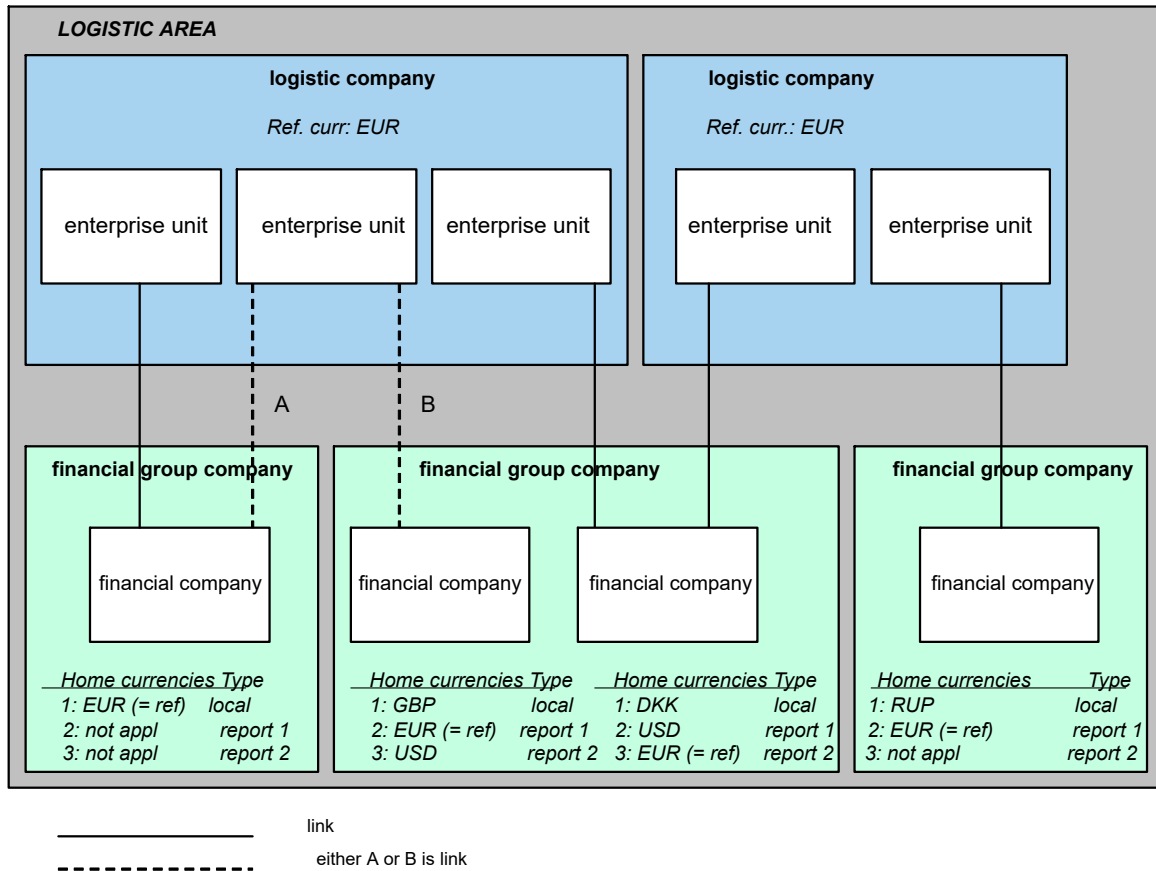 LOGISTIC AREA
logistic company
Ref. curr: EUR
enterprise unit
enterprise unit
enterprise unit
logistic company
Ref. curr.: EUR
enterprise unit
enterprise unit
A
B
financial group company
financial company
Home currencies Type
1: EUR (= ref) local
2: not appl report 1
3: not appl report 2
financial group company
financial company
Home currencies Type
1: GBP local
2: EUR (= ref) report 1
3: USD report 2
financial company
Home currencies Type
1: DKK local
2: USD report 1
3: EUR (= ref) report 2
financial group company
financial company
Home currencies Type
1: RUP local
2: EUR (= ref) report 1
3: not appl report 2
link
either A or B is link